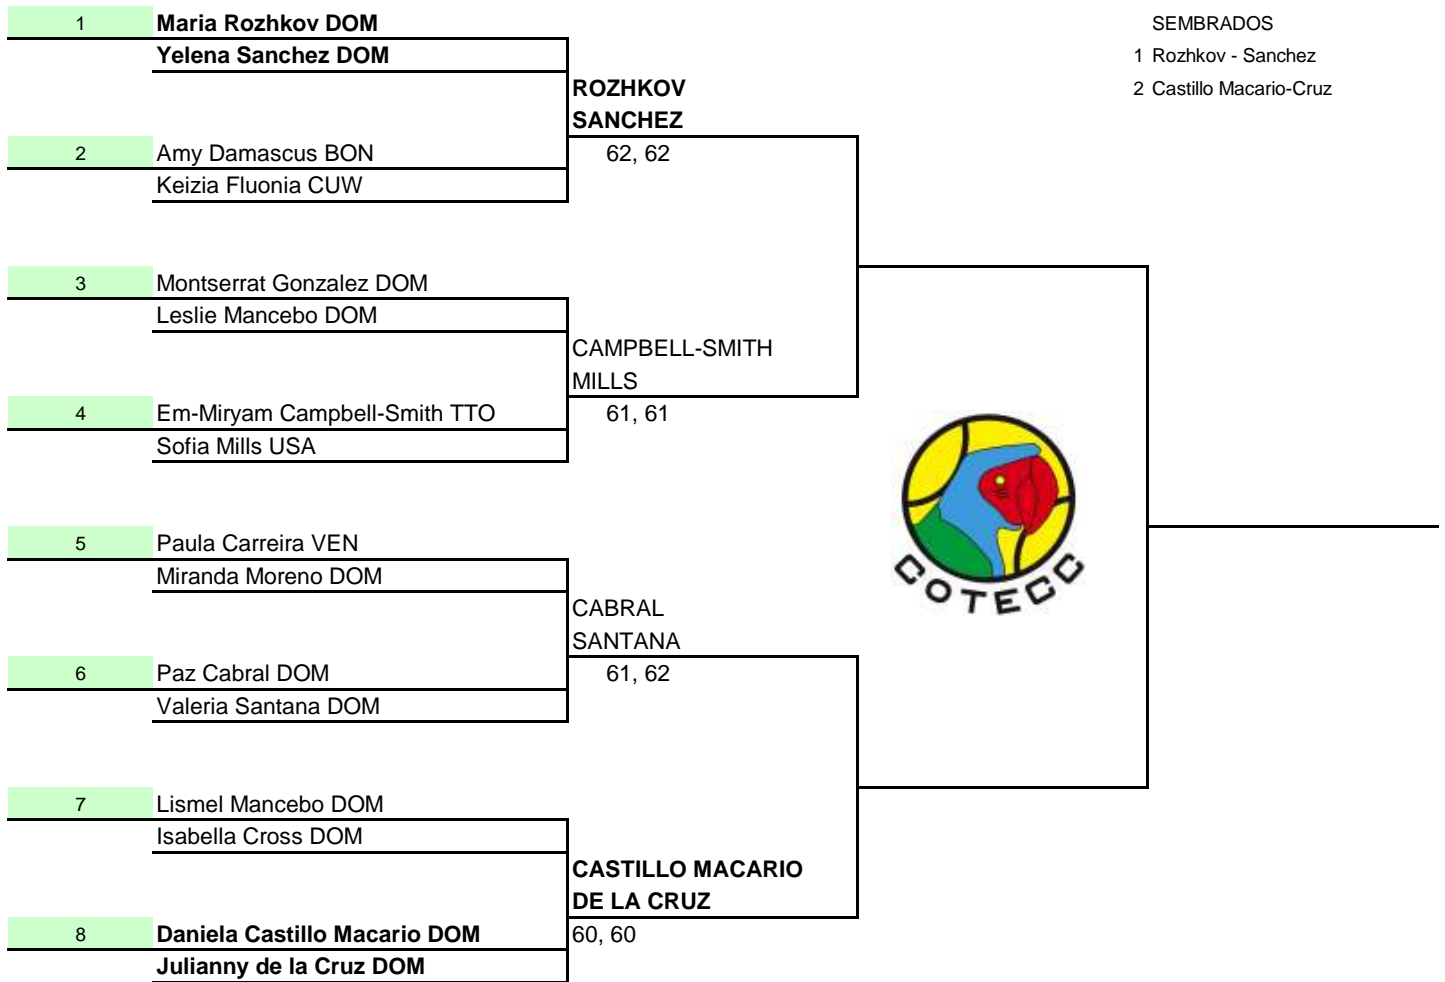 1 Maria Rozhkov DOM
Yelena Sanchez DOM
SEMBRADOS
1 Rozhkov - Sanchez
2 Castillo Macario-Cruz
ROZHKOV
SANCHEZ
62, 62
2 Amy Damascus BON
Keizia Fluonia CUW
3 Montserrat Gonzalez DOM
Leslie Mancebo DOM
CAMPBELL-SMITH
MILLS
61, 61
4 Em-Miryam Campbell-Smith TTO
Sofia Mills USA
COTECC
5 Paula Carreira VEN
Miranda Moreno DOM
CABRAL
SANTANA
61, 62
6 Paz Cabral DOM
Valeria Santana DOM
7 Lismel Mancebo DOM
Isabella Cross DOM
CASTILLO MACARIO
DE LA CRUZ
60, 60
8 Daniela Castillo Macario DOM
Julianny de la Cruz DOM